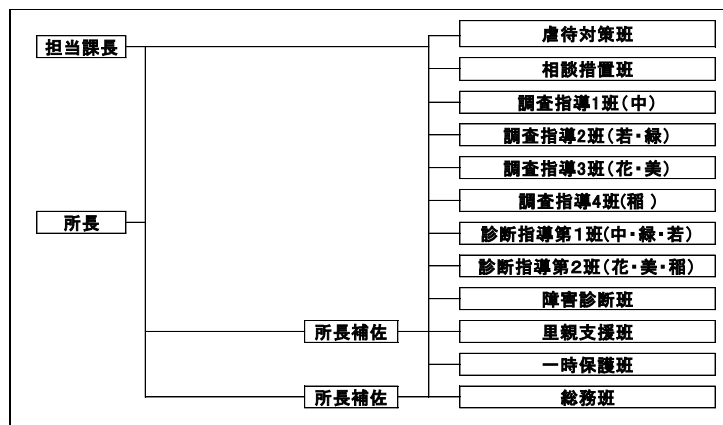 虐待対策班
担当課長
相談措置班
調査指導1班(中)
調査指導2班(若・緑)
調査指導3班(花・美)
調査指導4班(稲 )
所長
診断指導第1班(中・緑・若)
診断指導第2班(花・美・稲)
障害診断班
所長補佐
里親支援班
一時保護班
所長補佐
総務班